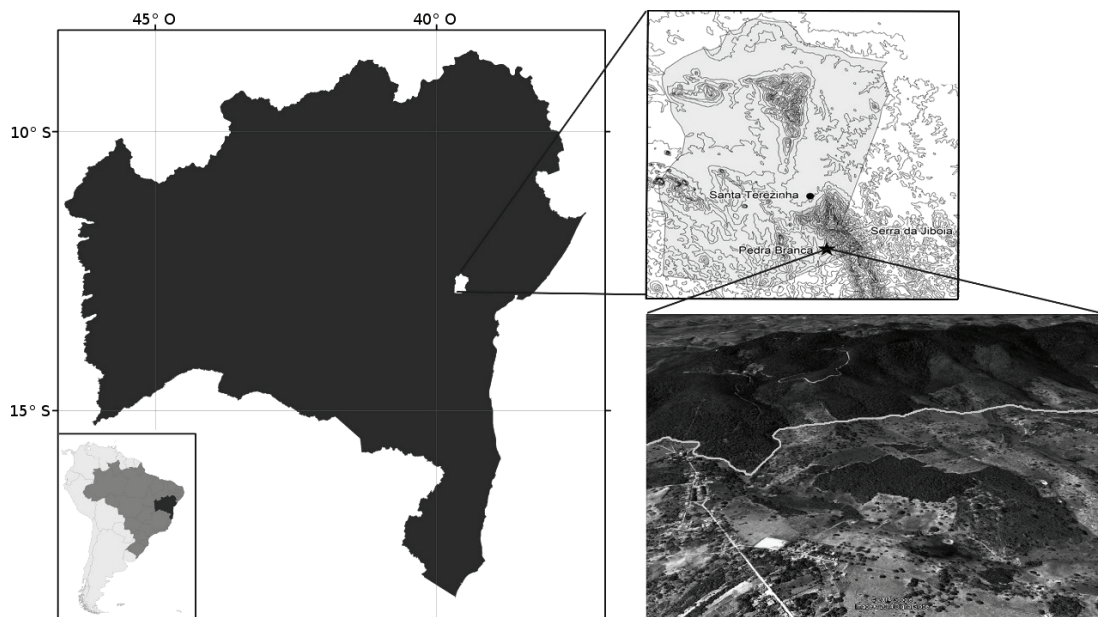 45° O
40° O
10° S
15° S
Santa Terezinha
Serra da Jiboia
Pedra Branca